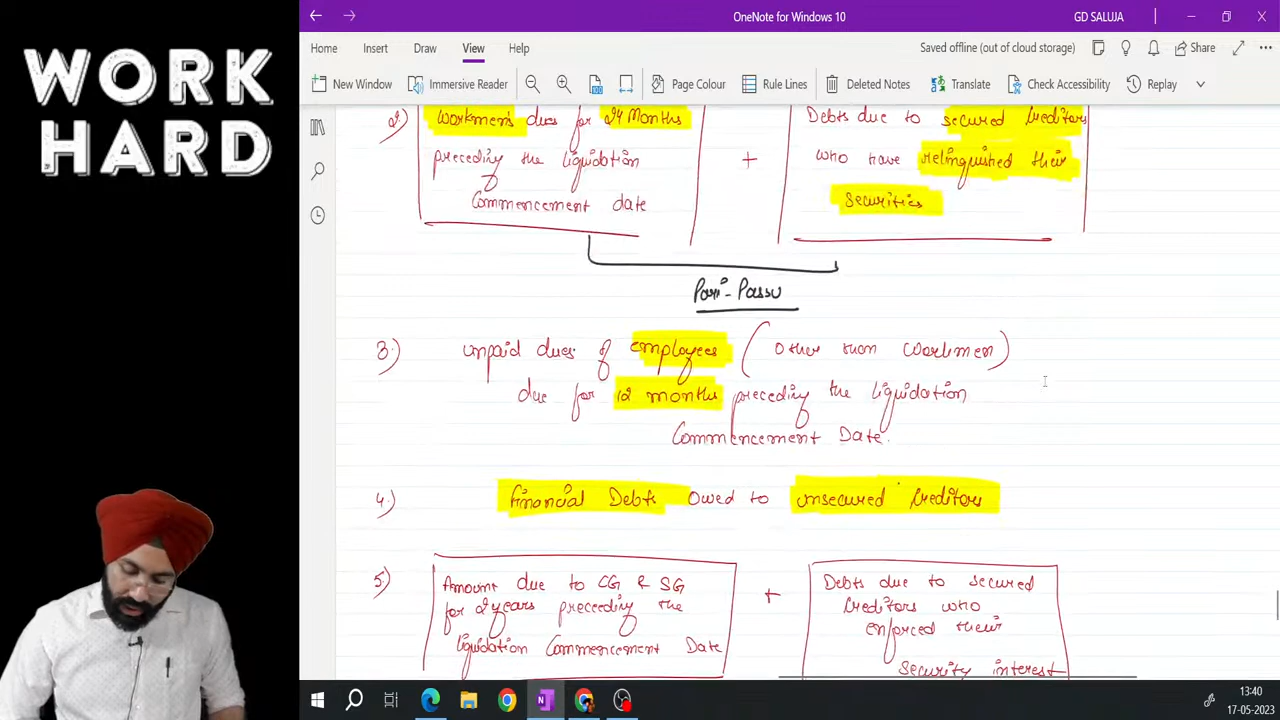 WORK
HARD
OneNote for Windows 10
GD SALUJA
Home Insert Draw View Help
Saved offline (out of cloud storage)
Share
New Window
Immersive Reader
Page Colour
Rule Lines
Deleted Notes
Translate
Check Accessibility
Replay
2)
Workmen's dues for 24 Months
preceding the liquidation
Commencement date
+
Debts due to secured Creditors
who have relinquished their
Securities
Pari-Passu
3.) unpaid dues of employees (other than workmen)
due for 12 months preceding the liquidation
Commencement Date.
4.) Financial Debts owed to unsecured Creditors
5)
Amount due to CG & SG
for 2 years preceeding the
liquidation Commencement Date
+
Debts due to secured
Creditors who
enforced their
security interest
13:40
17-05-2023